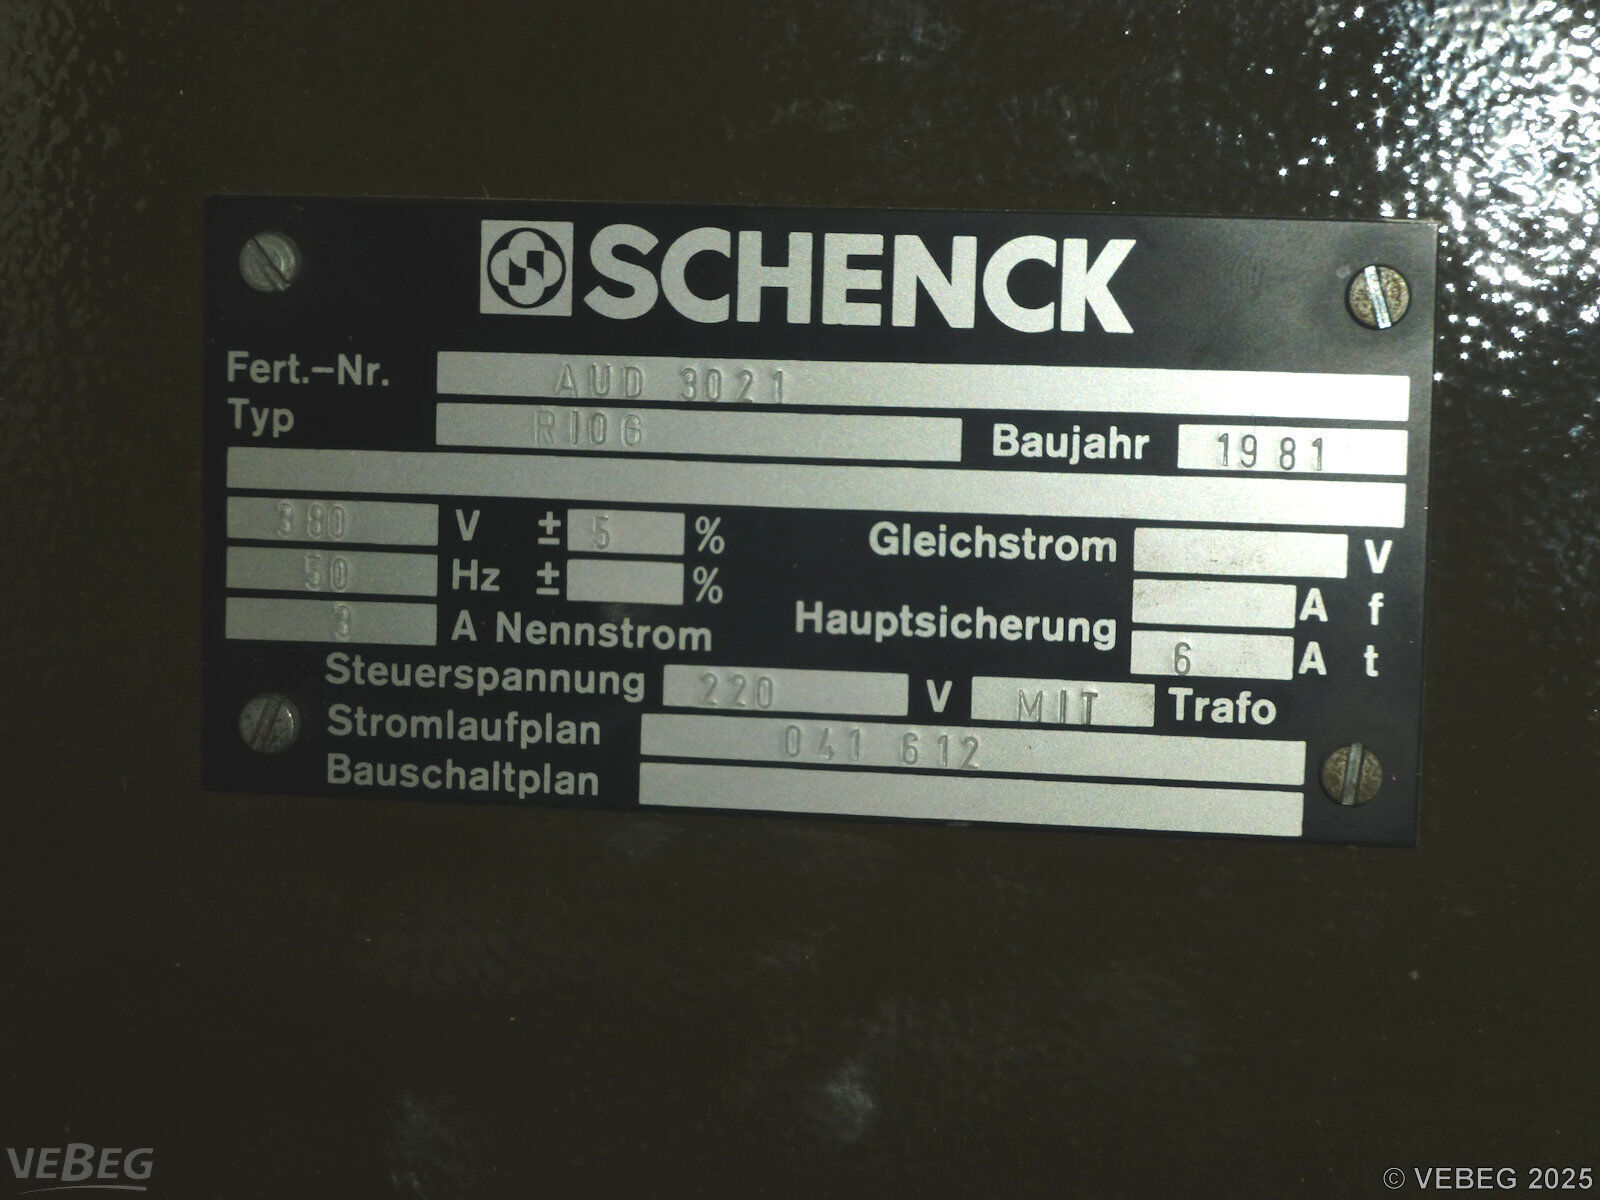 SCHENCK
Fert.-Nr. AUD 3021
Typ R10G Baujahr 1981
380 V ± 5 % Gleichstrom V
50 Hz ± % A f
3 A Nennstrom Hauptsicherung 6 A t
Steuerspannung 220 V MIT Trafo
Stromlaufplan 041 612
Bauschaltplan
VEBEG
© VEBEG 2025